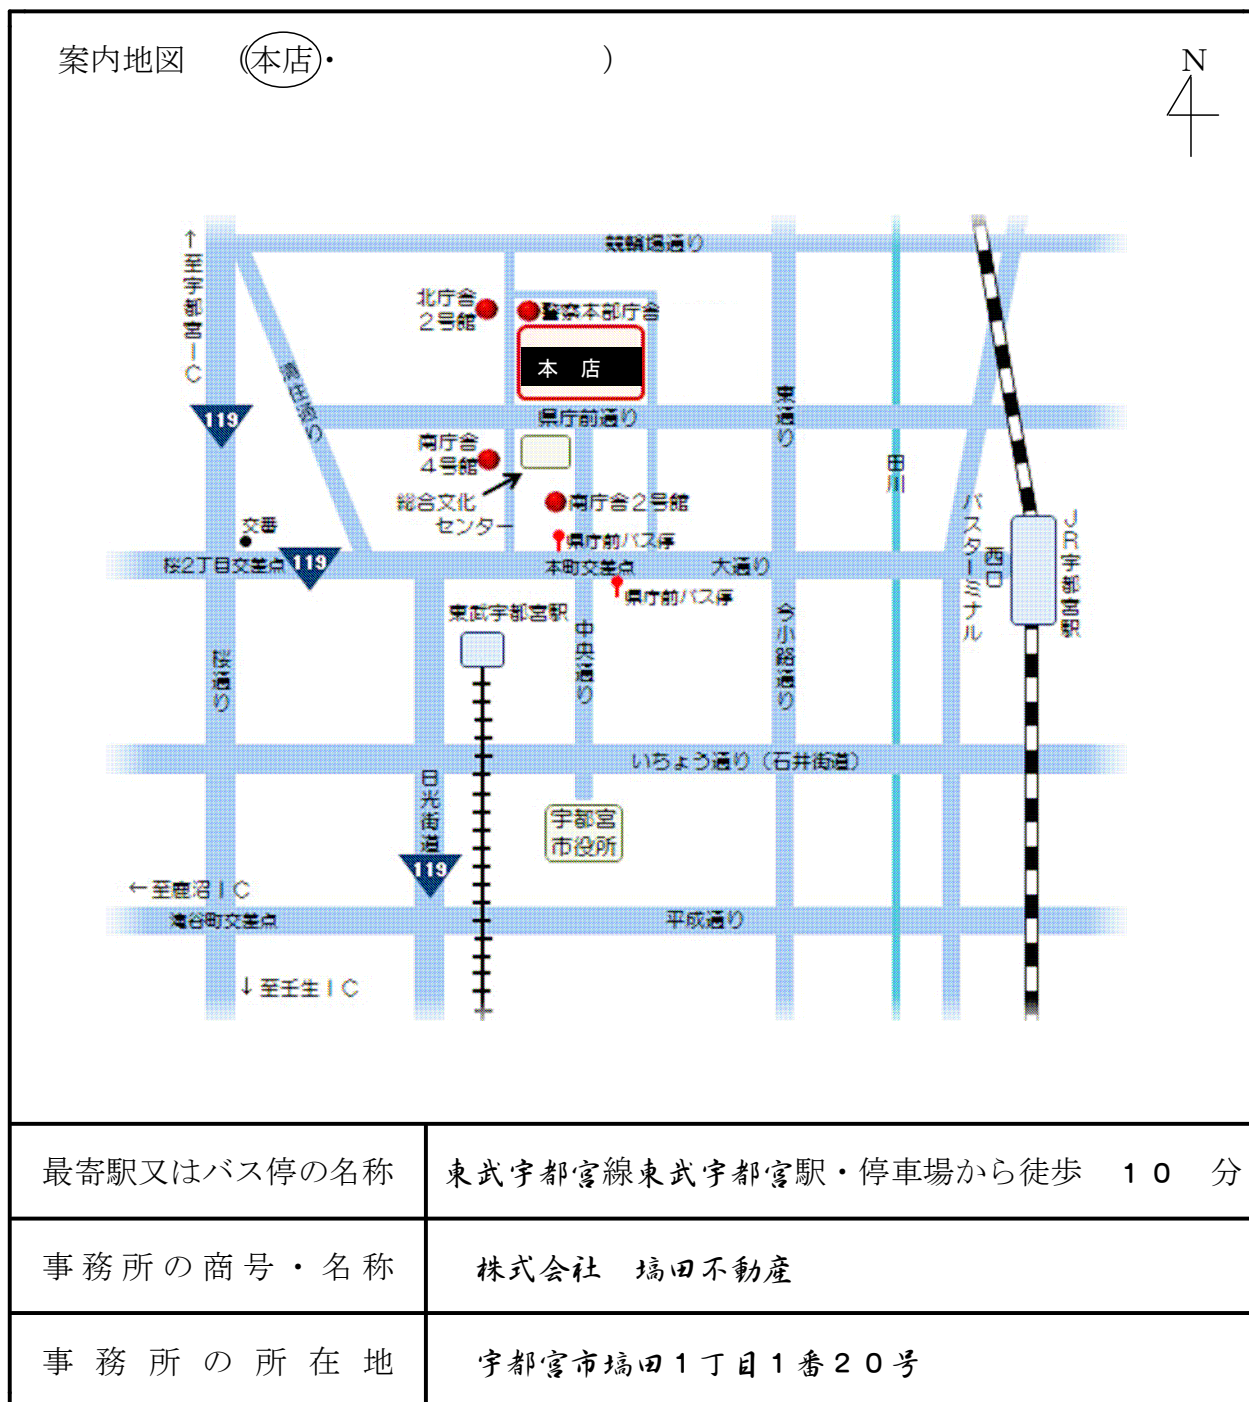 案内地図 (本店・ )
N
競輪場通り
↑至宇都宮IC
北庁舎
2号館
警察本部庁舎
本 店
119
県庁前通り
東通り
田川
南庁舎
4号館
総合文化
センター
南庁舎2号館
交番
県庁前バス停
桜2丁目交差点
119
本町交差点
大通り
県庁前バス停
バスターミナル
西口
JR宇都宮駅
東武宇都宮駅
中央通り
今小路通り
桜通り
いちょう通り(石井街道)
日光街道
119
宇都宮
市役所
←至鹿沼IC
滝谷町交差点
平成通り
↓至壬生IC
最寄駅又はバス停の名称 東武宇都宮線東武宇都宮駅・停車場から徒歩 10 分
事務所の商号・名称 株式会社 塙田不動産
事務所の所在地 宇都宮市塙田1丁目1番20号